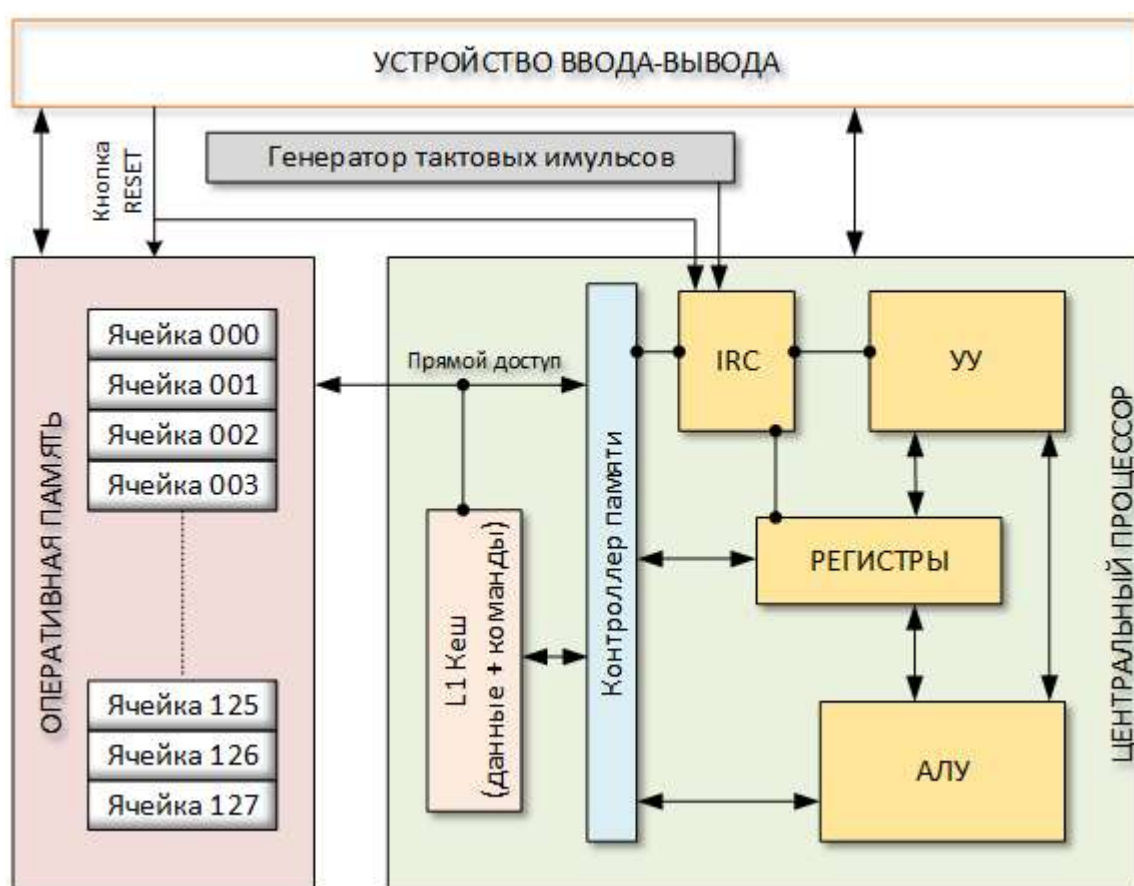 УСТРОЙСТВО ВВОДА-ВЫВОДА
Генератор тактовых имульсов
Кнопка
RESET
ОПЕРАТИВНАЯ ПАМЯТЬ
Ячейка 000
Ячейка 001
Ячейка 002
Ячейка 003
Ячейка 125
Ячейка 126
Ячейка 127
Прямой доступ
L1 Кеш
(данные + команды)
Контроллер памяти
IRC
УУ
РЕГИСТРЫ
АЛУ
ЦЕНТРАЛЬНЫЙ ПРОЦЕССОР